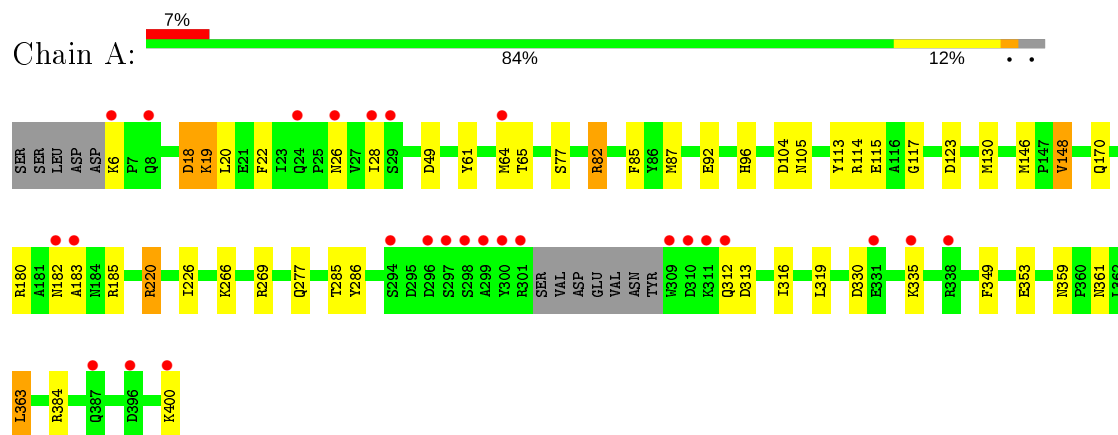 7%
Chain A:
84% 12% • •
SER SER LEU ASP ASP K6 P7 Q8 D18 K19 L20 E21 F22 I23 Q24 P25 N26 V27 I28 S29 D49 Y61 M64 T65 S77 R82 F85 Y86 M87 E92 H96 D104 N105 Y113 R114 E115 A116 G117 D123 M130 M146 P147 V148 Q170
R180 A181 N182 A183 N184 R185 R220 I226 K266 R269 Q277 T285 Y286 S294 D295 D296 S297 S298 A299 Y300 R301 SER VAL ASP GLU VAL ASN TYR W309 D310 K311 Q312 D313 I316 L319 D330 E331 K335 R338 F349 E353 N359 P360 N361 L362
L363 R384 Q387 D396 K400